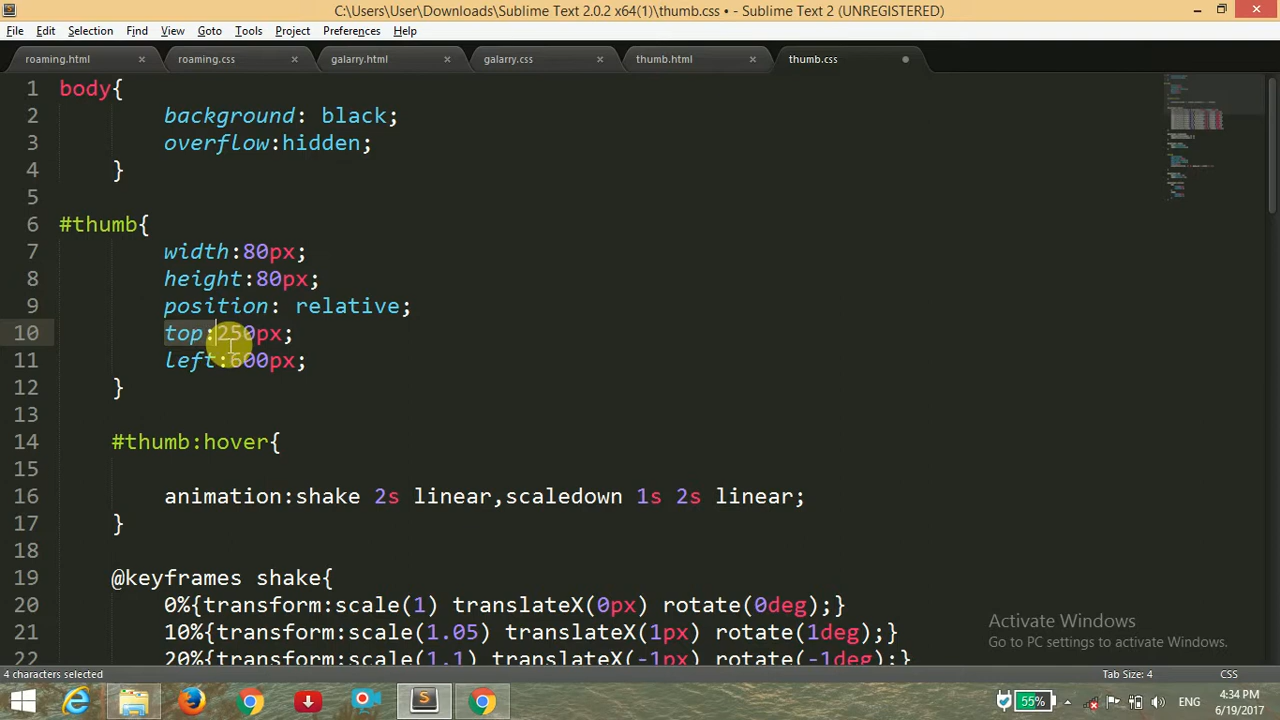 C:\Users\User\Downloads\Sublime Text 2.0.2 x64(1)\thumb.css • - Sublime Text 2 (UNREGISTERED)
File Edit Selection Find View Goto Tools Project Preferences Help
roaming.html × roaming.css × galarry.html × galarry.css × thumb.html × thumb.css
1 body{
2 background: black;
3 overflow:hidden;
4 }
5
6 #thumb{
7 width:80px;
8 height:80px;
9 position: relative;
10 top:250px;
11 left:600px;
12 }
13
14 #thumb:hover{
15
16 animation:shake 2s linear,scaledown 1s 2s linear;
17 }
18
19 @keyframes shake{
20 0%{transform:scale(1) translateX(0px) rotate(0deg);}
21 10%{transform:scale(1.05) translateX(1px) rotate(1deg);}
22 20%{transform:scale(1.1) translateX(-1px) rotate(-1deg);}
Activate Windows
Go to PC settings to activate Windows.
4 characters selected Tab Size: 4 CSS
55% ENG 4:34 PM
6/19/2017